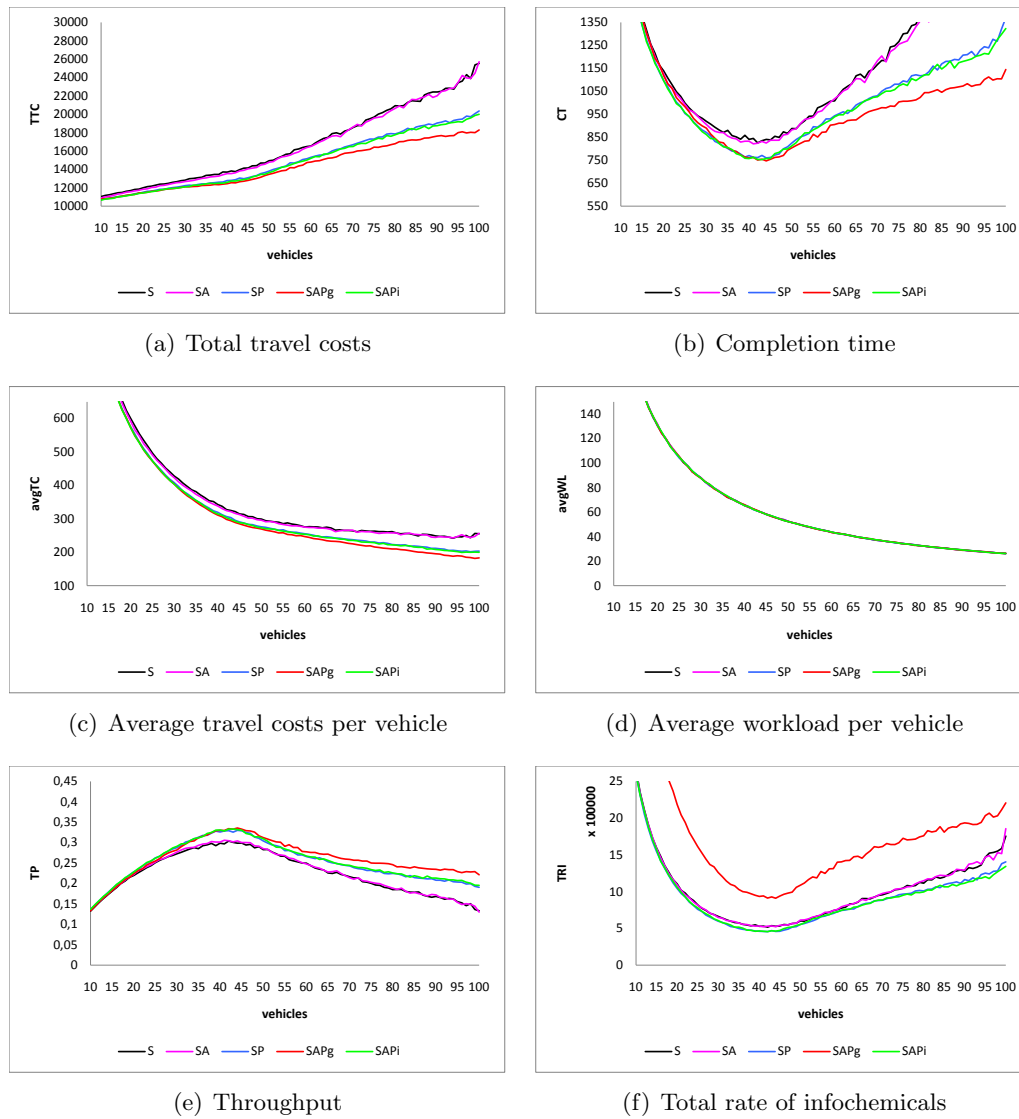 TTC
30000
28000
26000
24000
22000
20000
18000
16000
14000
12000
10000
10 15 20 25 30 35 40 45 50 55 60 65 70 75 80 85 90 95 100
vehicles
S SA SP SAPg SAPi
(a) Total travel costs
CT
1350
1250
1150
1050
950
850
750
650
550
10 15 20 25 30 35 40 45 50 55 60 65 70 75 80 85 90 95 100
vehicles
S SA SP SAPg SAPi
(b) Completion time
avgTC
600
500
400
300
200
100
10 15 20 25 30 35 40 45 50 55 60 65 70 75 80 85 90 95 100
vehicles
S SA SP SAPg SAPi
(c) Average travel costs per vehicle
avgWL
140
120
100
80
60
40
20
0
10 15 20 25 30 35 40 45 50 55 60 65 70 75 80 85 90 95 100
vehicles
S SA SP SAPg SAPi
(d) Average workload per vehicle
TP
0,45
0,4
0,35
0,3
0,25
0,2
0,15
0,1
0,05
0
10 15 20 25 30 35 40 45 50 55 60 65 70 75 80 85 90 95 100
vehicles
S SA SP SAPg SAPi
(e) Throughput
TRI
x 100000
25
20
15
10
5
0
10 15 20 25 30 35 40 45 50 55 60 65 70 75 80 85 90 95 100
vehicles
S SA SP SAPg SAPi
(f) Total rate of infochemicals